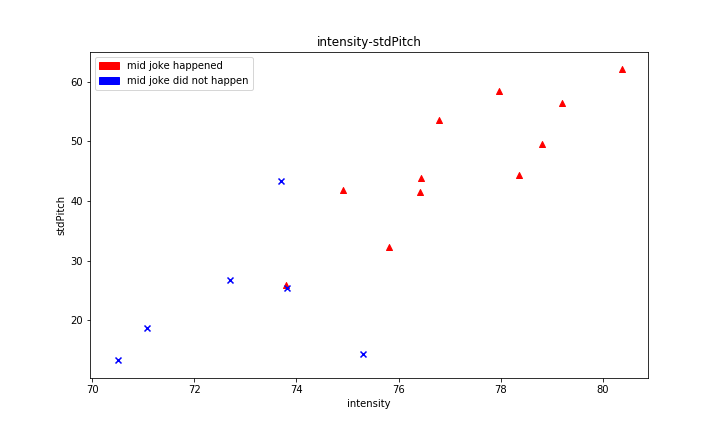 intensity-stdPitch
mid joke happened
mid joke did not happen
stdPitch
60
50
40
30
20
70 72 74 76 78 80
intensity